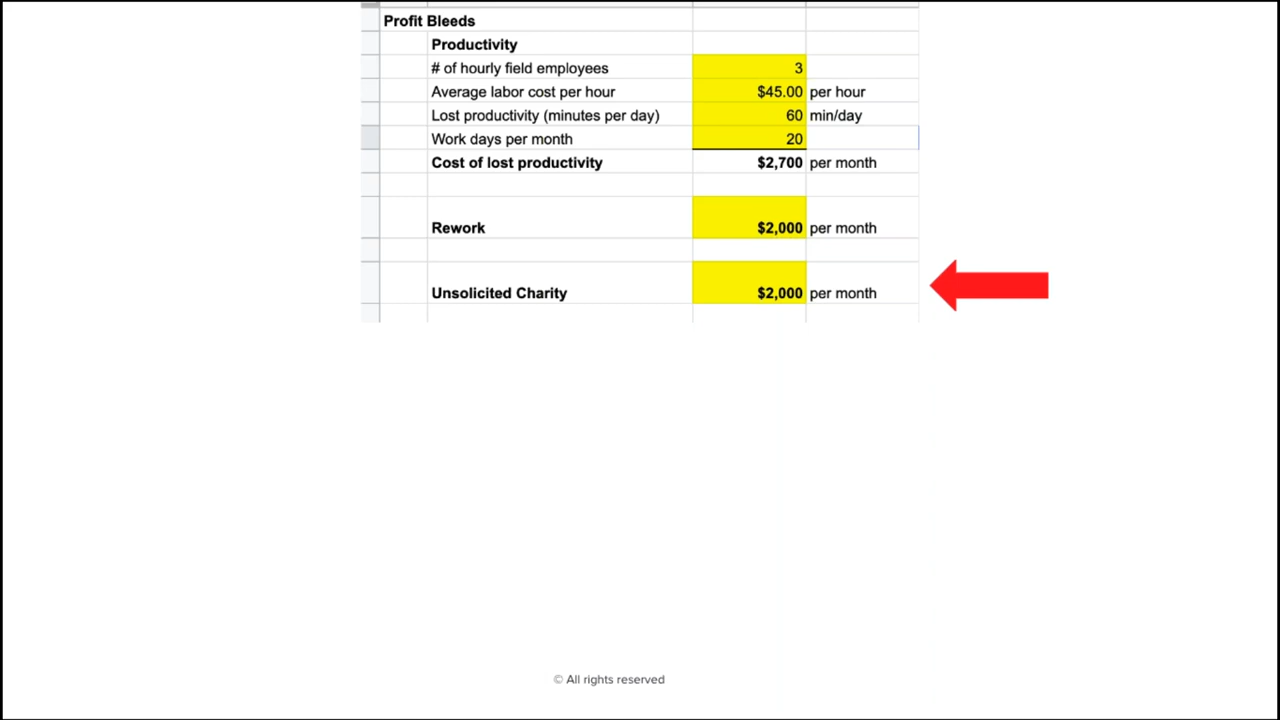 Profit Bleeds
Productivity
# of hourly field employees 3
Average labor cost per hour $45.00 per hour
Lost productivity (minutes per day) 60 min/day
Work days per month 20
Cost of lost productivity $2,700 per month
Rework $2,000 per month
Unsolicited Charity $2,000 per month
© All rights reserved